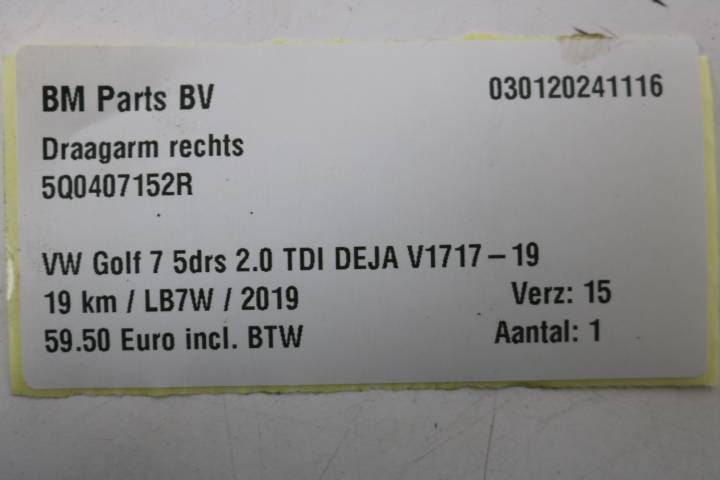 BM Parts BV 030120241116
Draagarm rechts
5Q0407152R
VW Golf 7 5drs 2.0 TDI DEJA V1717 – 19
19 km / LB7W / 2019 Verz: 15
59.50 Euro incl. BTW Aantal: 1